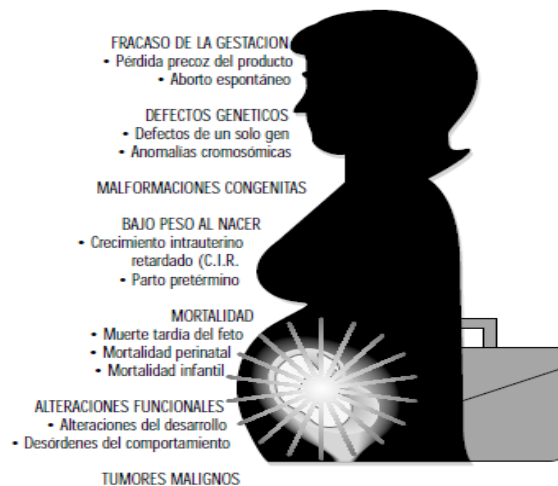 FRACASO DE LA GESTACION
• Pérdida precoz del producto
• Aborto espontáneo
DEFECTOS GENETICOS
• Defectos de un solo gen
• Anomalías cromosómicas
MALFORMACIONES CONGENITAS
BAJO PESO AL NACER
• Crecimiento intrauterino
retardado (C.I.R.
• Parto pretérmino
MORTALIDAD
• Muerte tardía del feto
• Mortalidad perinatal
• Mortalidad infantil
ALTERACIONES FUNCIONALES
• Alteraciones del desarrollo
• Desórdenes del comportamiento
TUMORES MALIGNOS